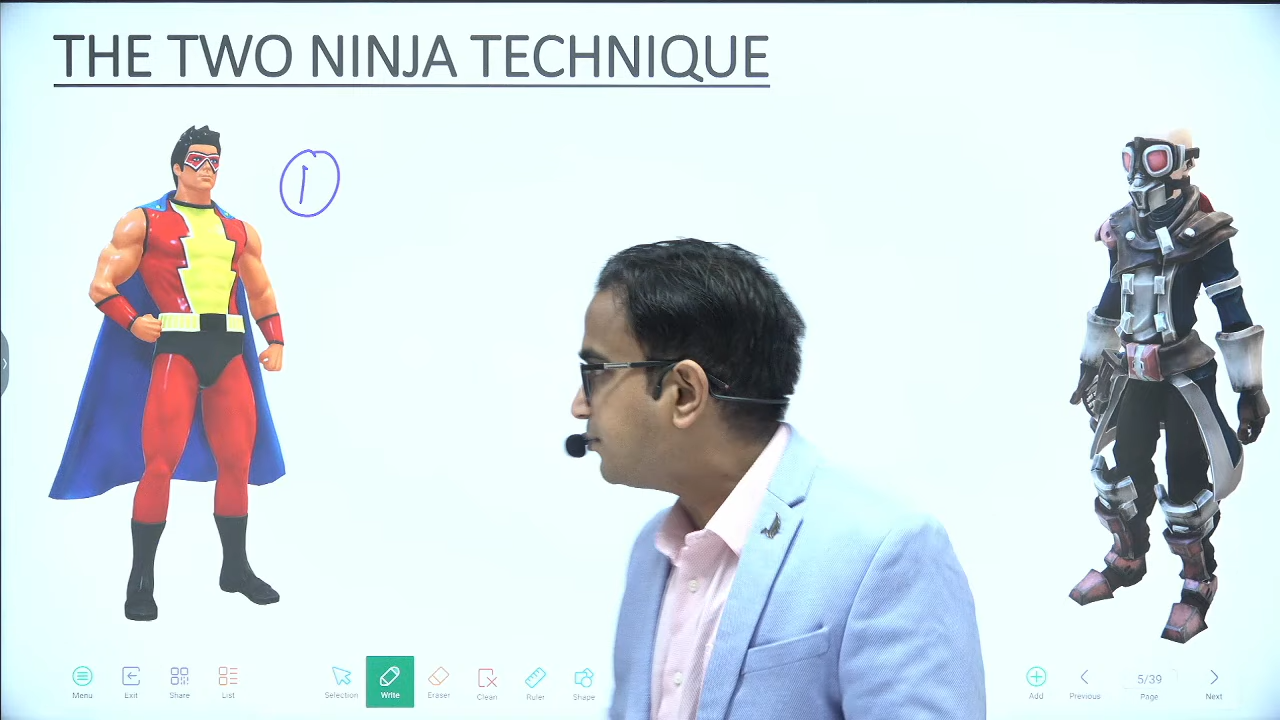 THE TWO NINJA TECHNIQUE
1
Menu
Exit
Share
List
Selection
Write
Eraser
Clean
Ruler
Shape
Add
Previous
5/39
Page
Next